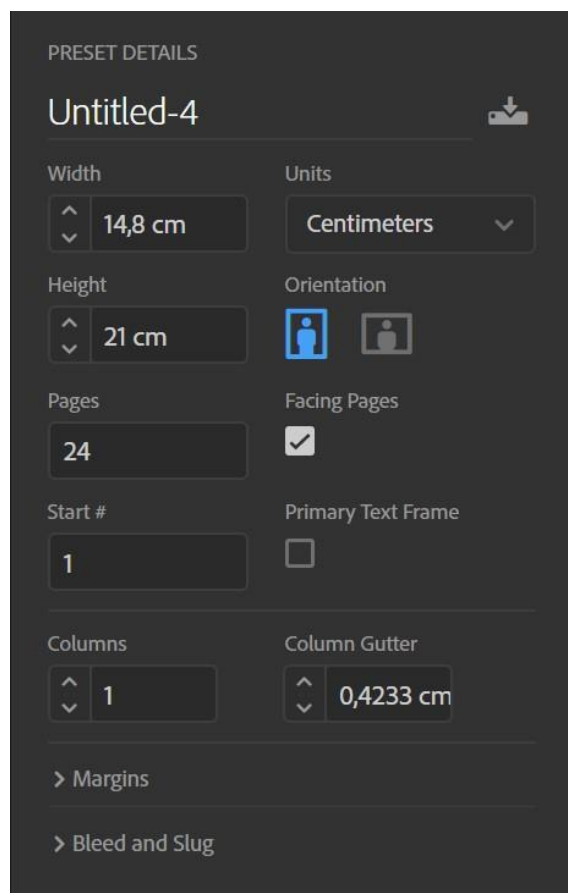 PRESET DETAILS
Untitled-4
Width Units
14,8 cm Centimeters
Height Orientation
21 cm
Pages Facing Pages
24
Start # Primary Text Frame
1
Columns Column Gutter
1 0,4233 cm
Margins
Bleed and Slug